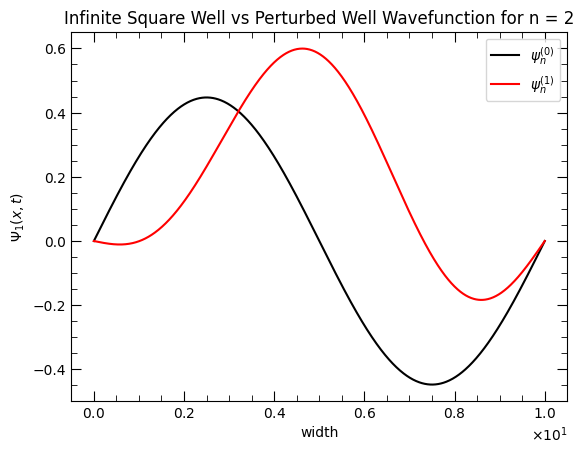 Infinite Square Well vs Perturbed Well Wavefunction for n = 2
ψₙ⁽⁰⁾
ψₙ⁽¹⁾
Ψ₁(x, t)
0.6
0.4
0.2
0.0
−0.2
−0.4
0.0 0.2 0.4 0.6 0.8 1.0
×10¹
width